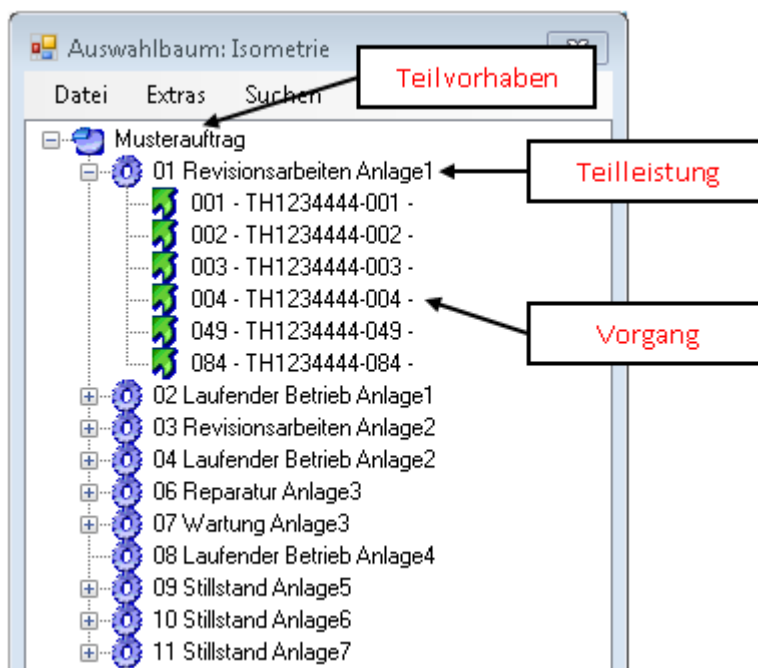 Auswahlbaum: Isometrie
Teilvorhaben
Datei Extras Suchen
Musterauftrag
01 Revisionsarbeiten Anlage1
Teilleistung
001 - TH1234444-001 -
002 - TH1234444-002 -
003 - TH1234444-003 -
004 - TH1234444-004 -
Vorgang
049 - TH1234444-049 -
084 - TH1234444-084 -
02 Laufender Betrieb Anlage1
03 Revisionsarbeiten Anlage2
04 Laufender Betrieb Anlage2
06 Reparatur Anlage3
07 Wartung Anlage3
08 Laufender Betrieb Anlage4
09 Stillstand Anlage5
10 Stillstand Anlage6
11 Stillstand Anlage7